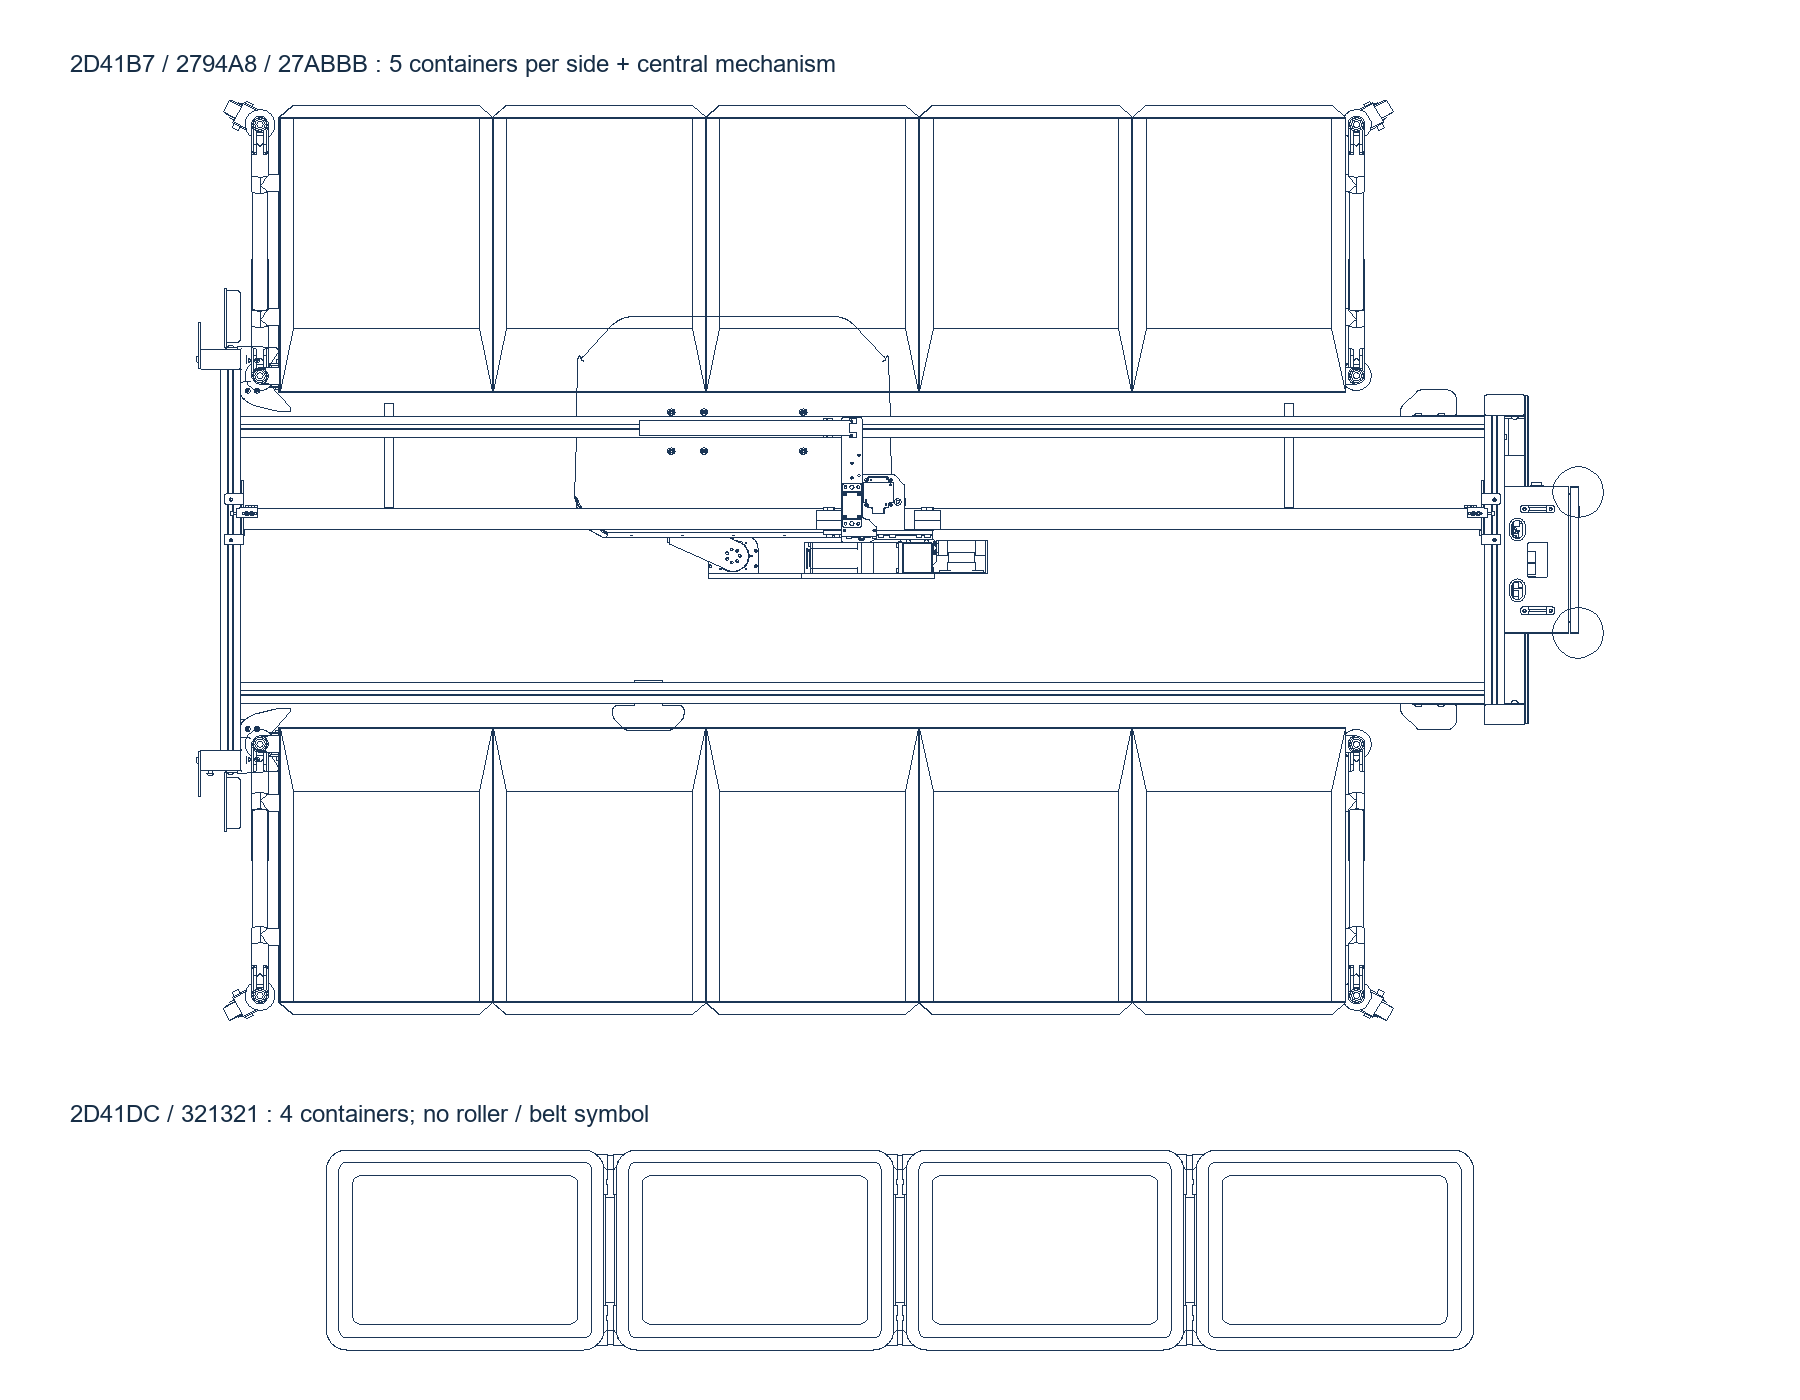 2D41B7 / 2794A8 / 27ABBB : 5 containers per side + central mechanism
2D41DC / 321321 : 4 containers; no roller / belt symbol